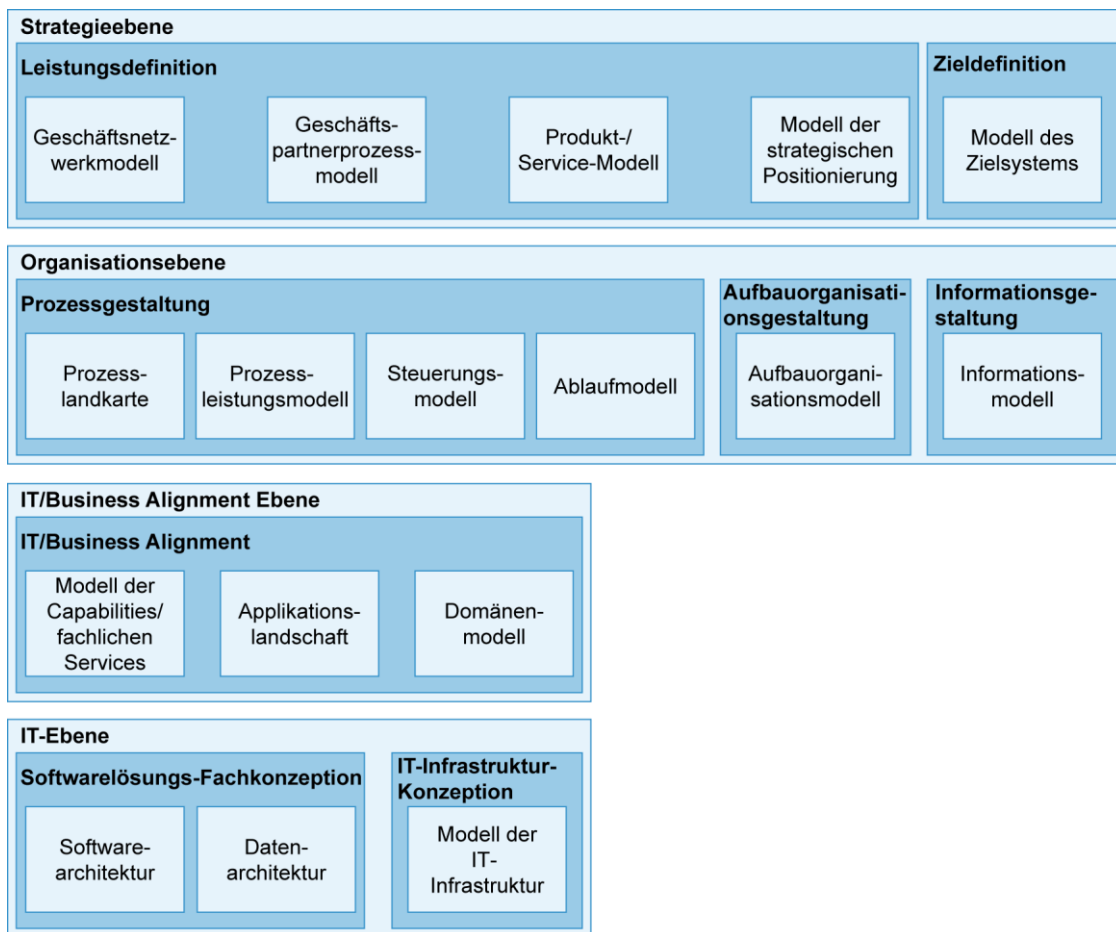 Strategieebene
Leistungsdefinition
Geschäftsnetz-
werkmodell
Geschäfts-
partnerprozess-
modell
Produkt-/
Service-Modell
Modell der
strategischen
Positionierung
Zieldefinition
Modell des
Zielsystems
Organisationsebene
Prozessgestaltung
Prozess-
landkarte
Prozess-
leistungsmodell
Steuerungs-
modell
Ablaufmodell
Aufbauorganisati-
onsgestaltung
Aufbauorgani-
sationsmodell
Informationsge-
staltung
Informations-
modell
IT/Business Alignment Ebene
IT/Business Alignment
Modell der
Capabilities/
fachlichen
Services
Applikations-
landschaft
Domänen-
modell
IT-Ebene
Softwarelösungs-Fachkonzeption
Software-
architektur
Daten-
architektur
IT-Infrastruktur-
Konzeption
Modell der
IT-
Infrastruktur